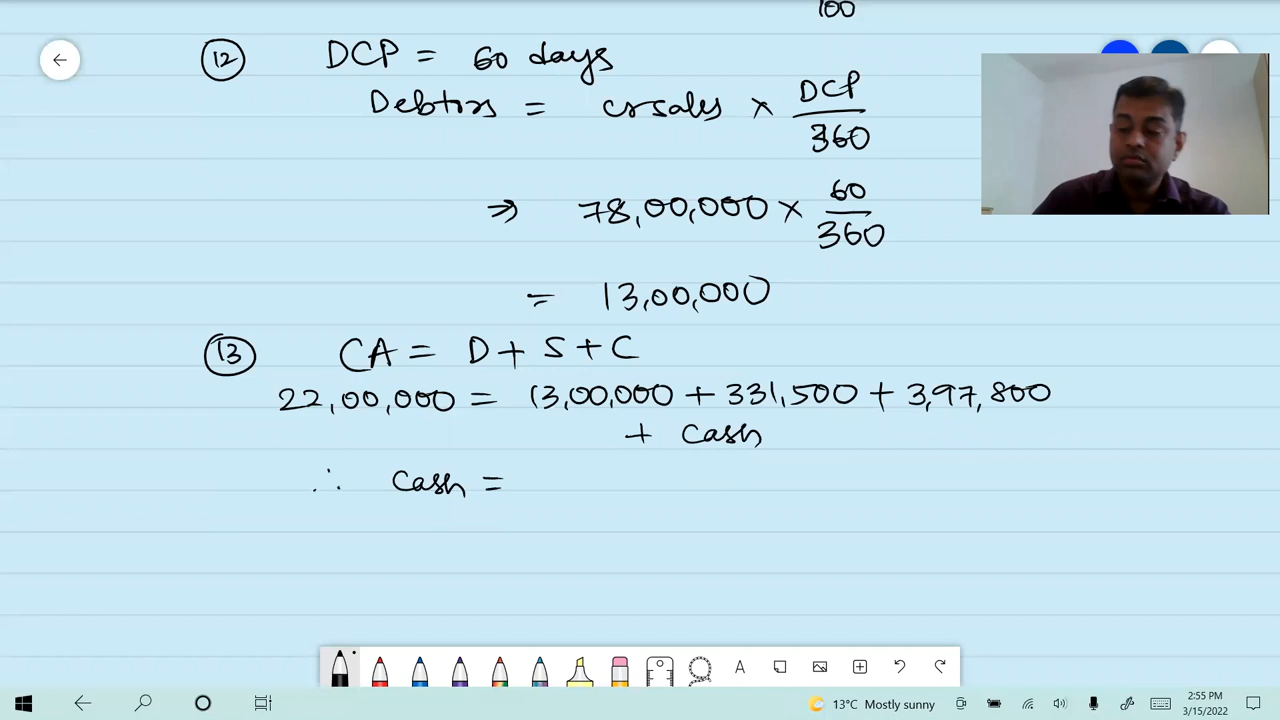 100
12 DCP = 60 days
Debtors = cr sales × DCP / 360
⇒ 78,00,000 × 60 / 360
= 13,00,000
13 CA = D + S + C
22,00,000 = 13,00,000 + 331,500 + 3,97,800
+ cash
∴ cash =
A
13°C Mostly sunny
2:55 PM
3/15/2022